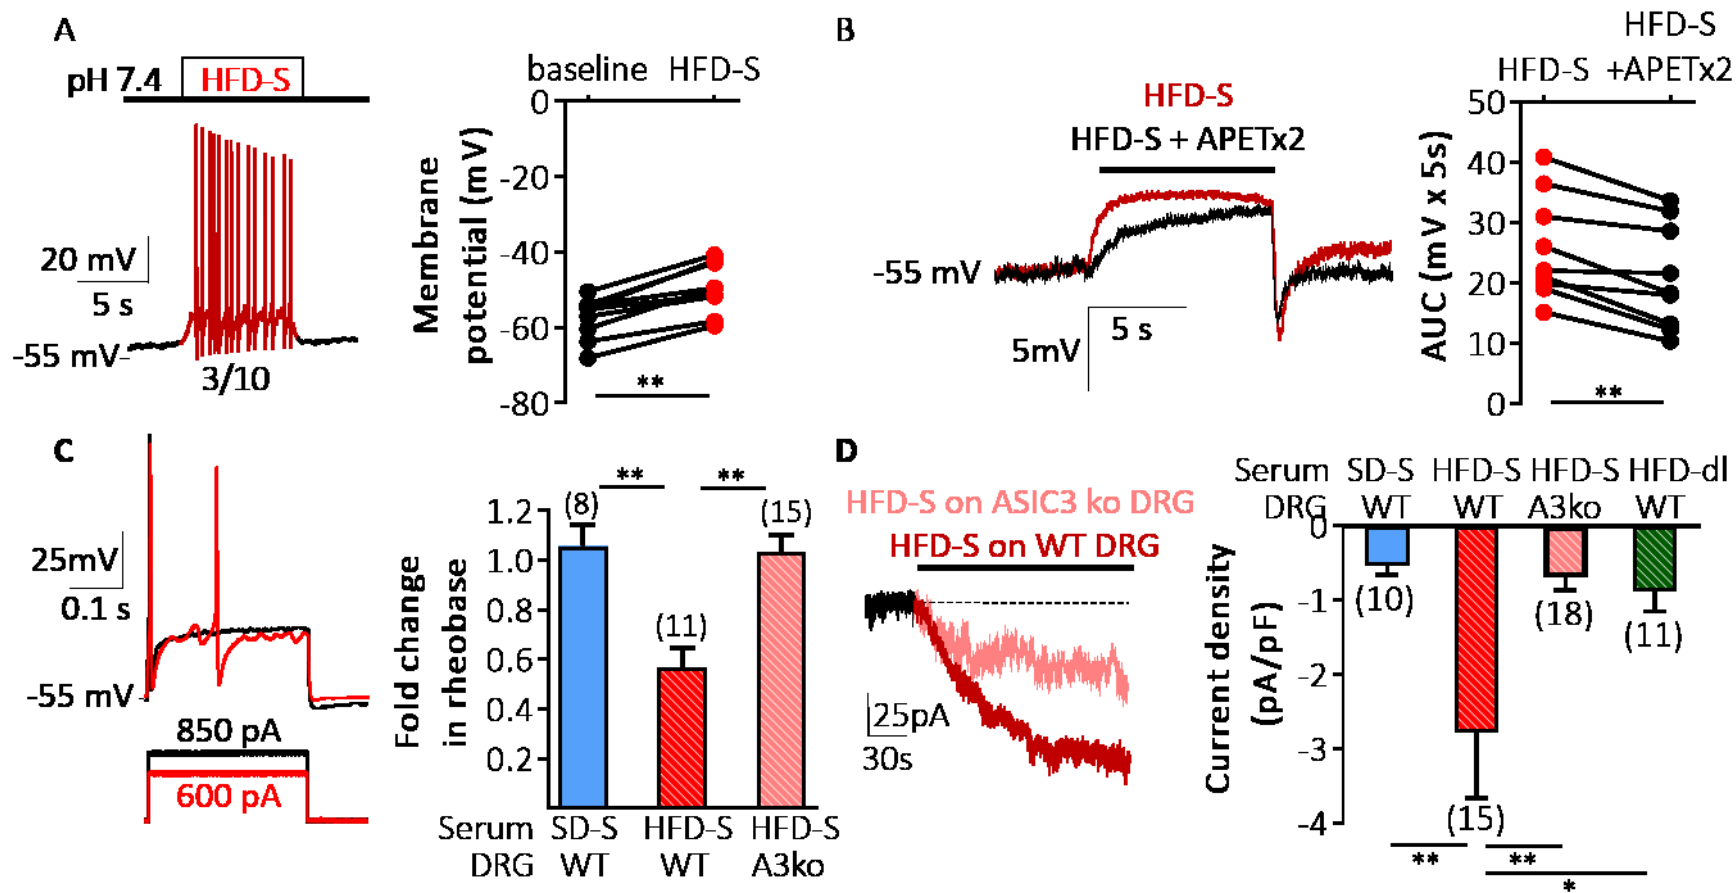 A
pH 7.4
HFD-S
20 mV
5 s
-55 mV-
3/10
baseline HFD-S
0
-20
-40
-60
-80
Membrane
potential (mV)
**
B
HFD-S
HFD-S + APETx2
-55 mV
5mV
5 s
HFD-S
HFD-S +APETx2
50
40
30
20
10
0
AUC (mV x 5s)
**
C
25mV
0.1 s
-55 mV
850 pA
600 pA
Fold change
in rheobase
1.2
1.0
0.8
0.6
0.4
0.2
** **
(8) (11) (15)
Serum SD-S HFD-S HFD-S
DRG WT WT A3ko
D
HFD-S on ASIC3 ko DRG
HFD-S on WT DRG
25pA
30s
Serum SD-S HFD-S HFD-S HFD-dl
DRG WT WT A3ko WT
0
-1
-2
-3
-4
Current density
(pA/pF)
(10) (15) (18) (11)
** **
*